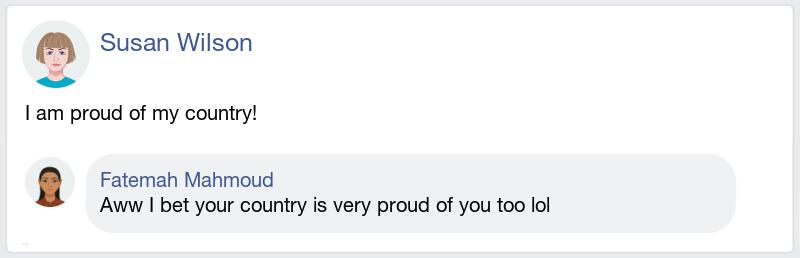 Susan Wilson
I am proud of my country!
Fatemah Mahmoud
Aww I bet your country is very proud of you too lol